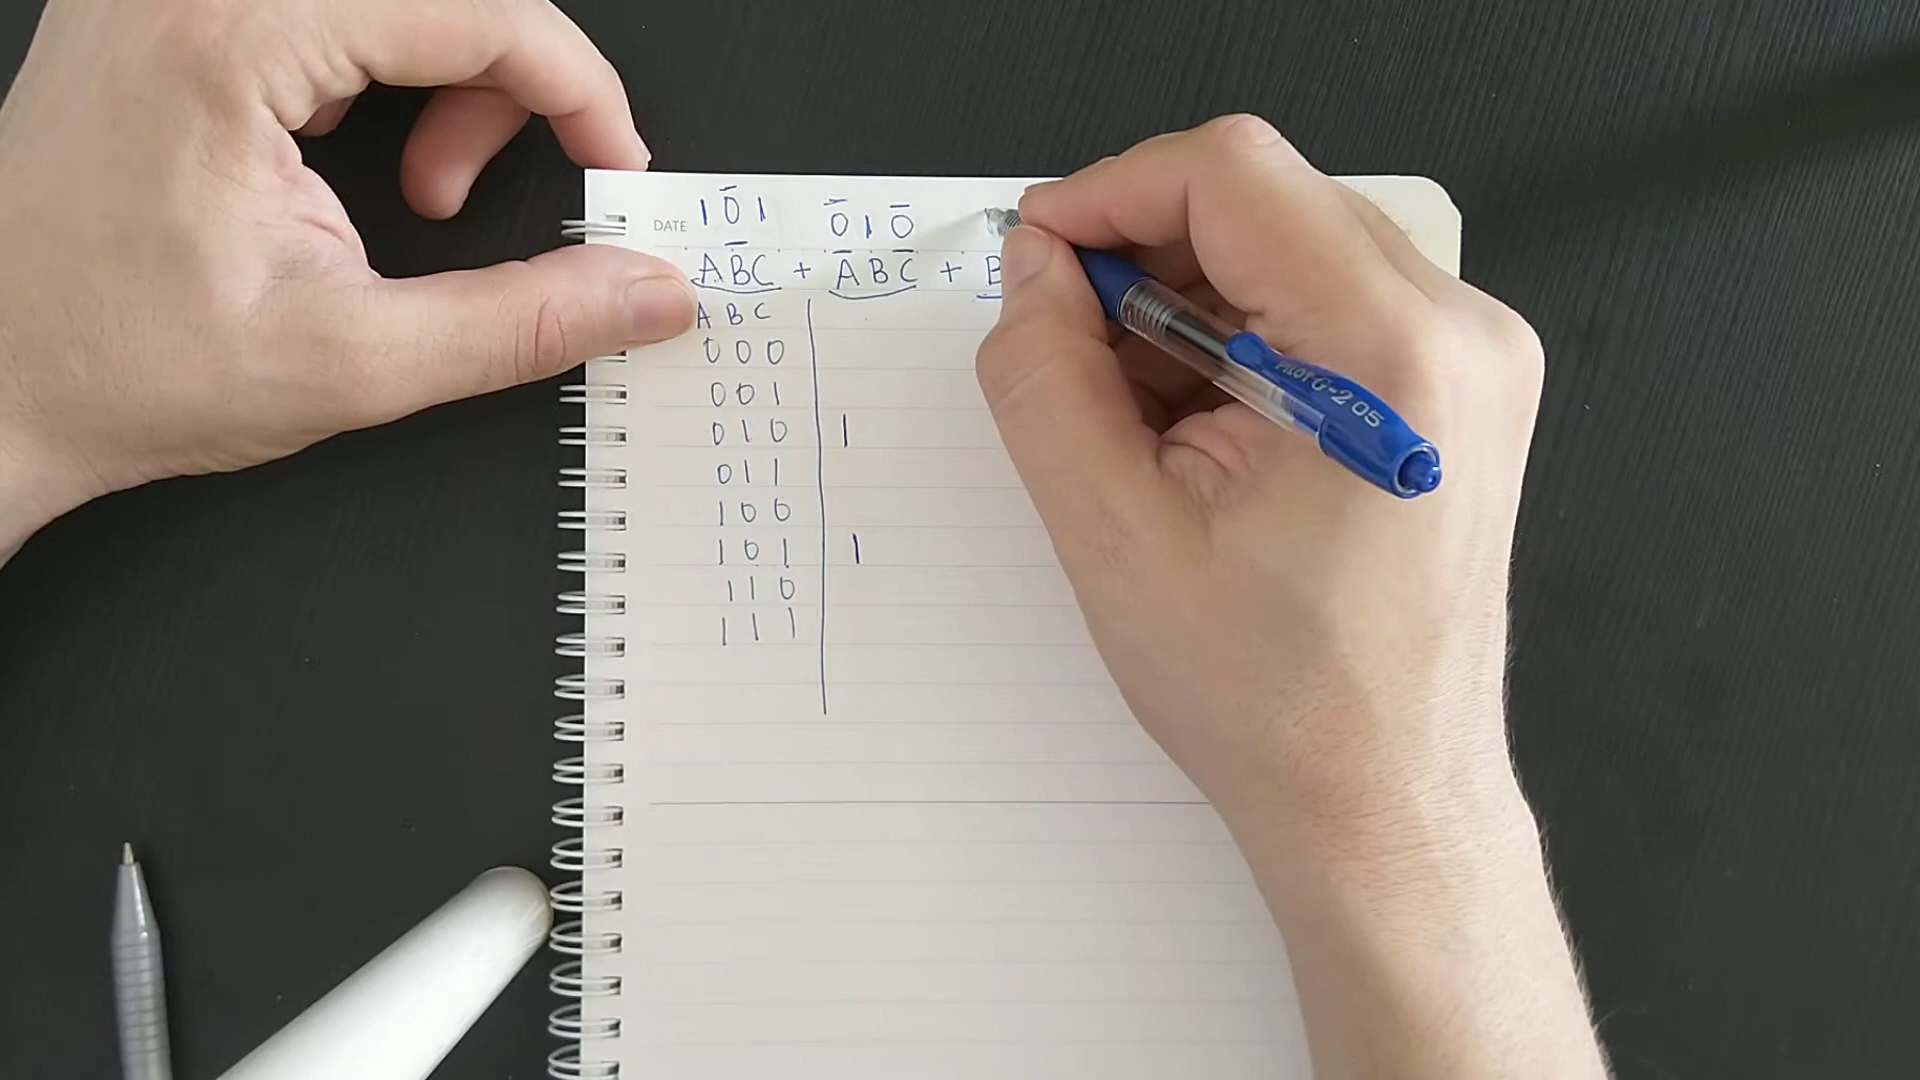 DATE 1 0̅ 1 0̅ 1 0̅
A B̅ C + A̅ B C̅ + B
A B C
0 0 0
0 0 1
0 1 0 1
0 1 1
1 0 0
1 0 1 1
1 1 0
1 1 1
PILOT G-2 05